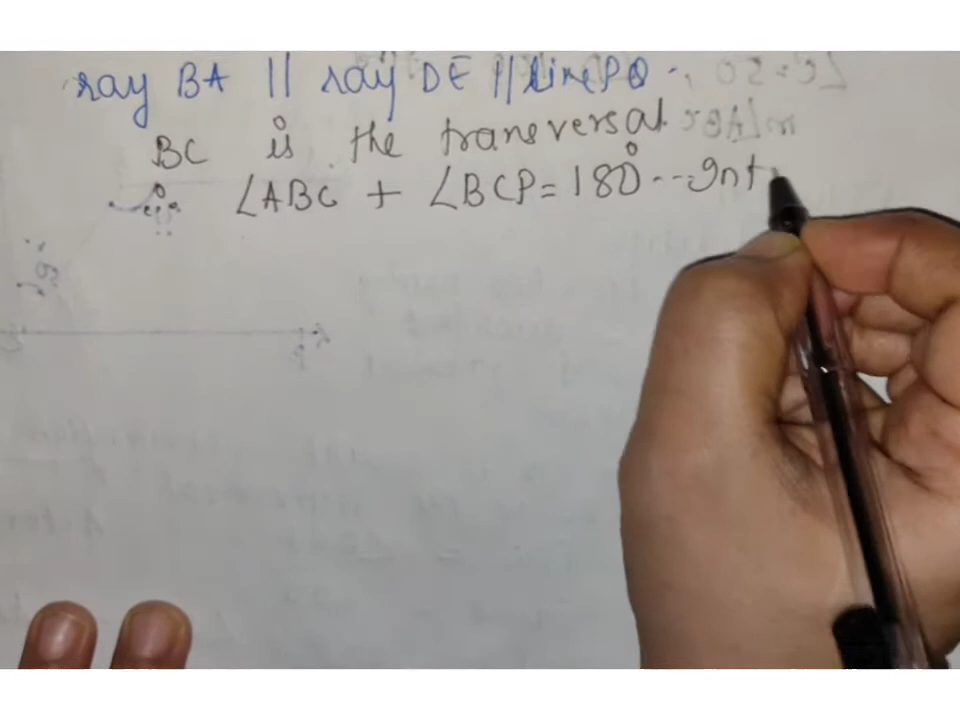 ray BA || ray DE || line PQ
BC is the transversal
∴ ∠ABC + ∠BCP = 180° --- Int